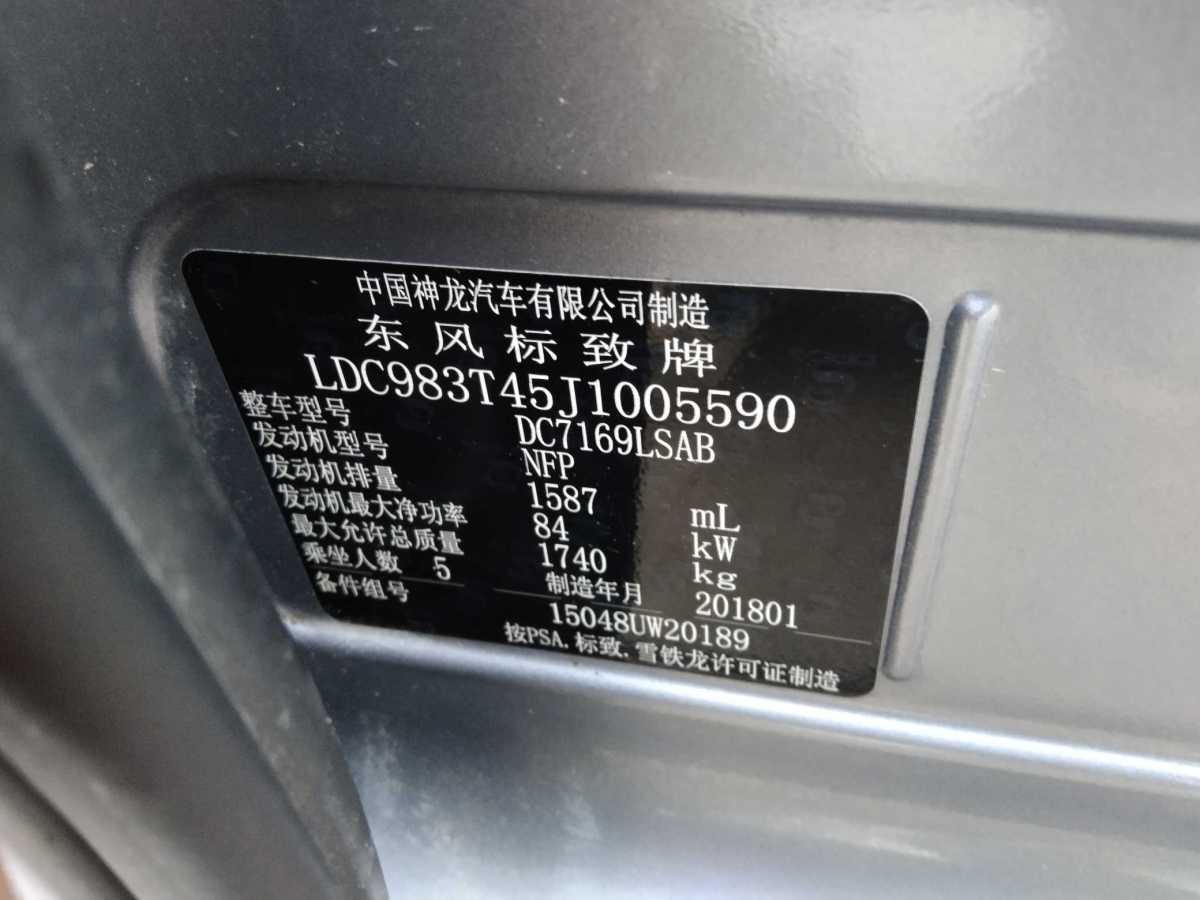 中国神龙汽车有限公司制造
东风标致牌
LDC983T45J1005590
整车型号 DC7169LSAB
发动机型号 NFP
发动机排量 1587 mL
发动机最大净功率 84 kW
最大允许总质量 1740 kg
乘坐人数 5 制造年月 201801
备件组号 15048UW20189
按PSA.标致.雪铁龙许可证制造